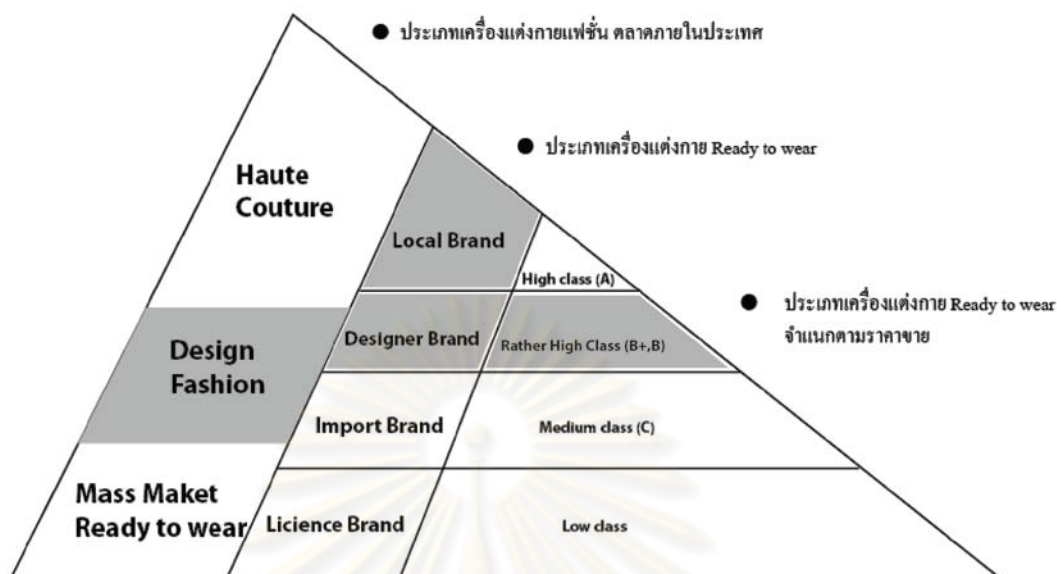 ● ประเภทเครื่องแต่งกายแฟชั่น ตลาดภายในประเทศ
● ประเภทเครื่องแต่งกาย Ready to wear
Haute
Couture
Local Brand
High class (A)
● ประเภทเครื่องแต่งกาย Ready to wear
จำแนกตามราคาขาย
Design
Fashion
Designer Brand
Rather High Class (B+,B)
Import Brand
Medium class (C)
Mass Maket
Ready to wear
Licience Brand
Low class